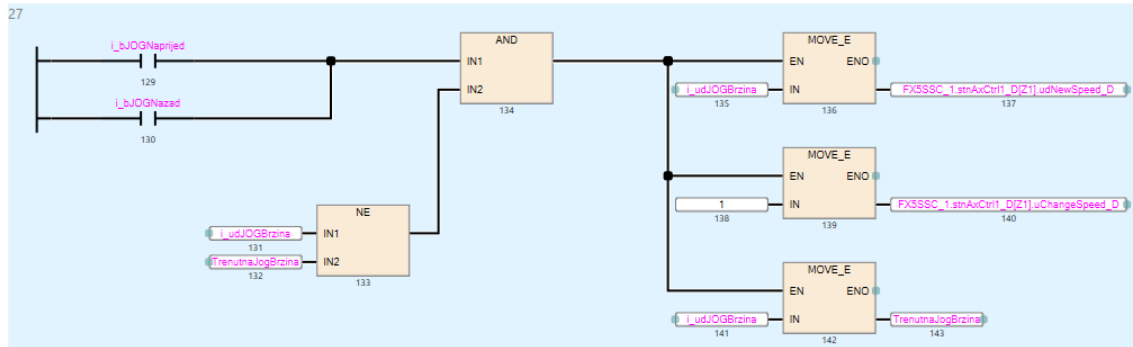 27
i_bJOGNaprijed
129
i_bJOGNazad
130
AND
IN1
IN2
134
NE
i_udJOGBrzina
IN1
131
TrenutnaJogBrzina
IN2
132
133
MOVE_E
EN
ENO
i_udJOGBrzina
IN
FX5SSC_1.stnAxCtrl1_D[Z1].udNewSpeed_D
135
136
137
MOVE_E
EN
ENO
1
IN
FX5SSC_1.stnAxCtrl1_D[Z1].uChangeSpeed_D
138
139
140
MOVE_E
EN
ENO
i_udJOGBrzina
IN
TrenutnaJogBrzina
141
142
143